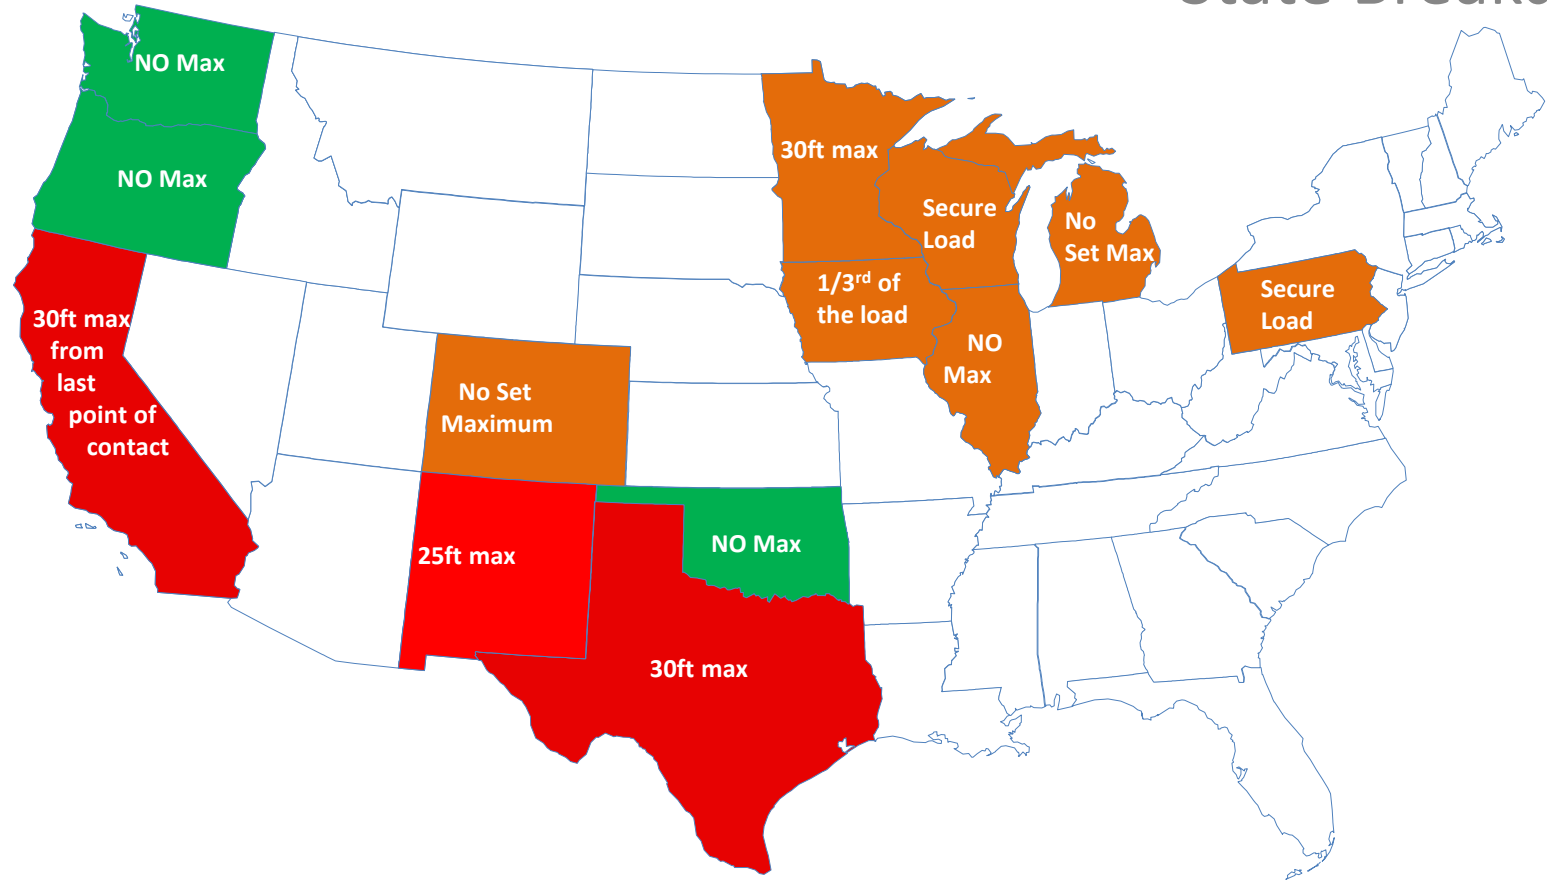 NO Max
NO Max
30ft max
from
last
point of
contact
No Set
Maximum
25ft max
NO Max
30ft max
30ft max
Secure
Load
No
Set Max
1/3rd of
the load
NO
Max
Secure
Load